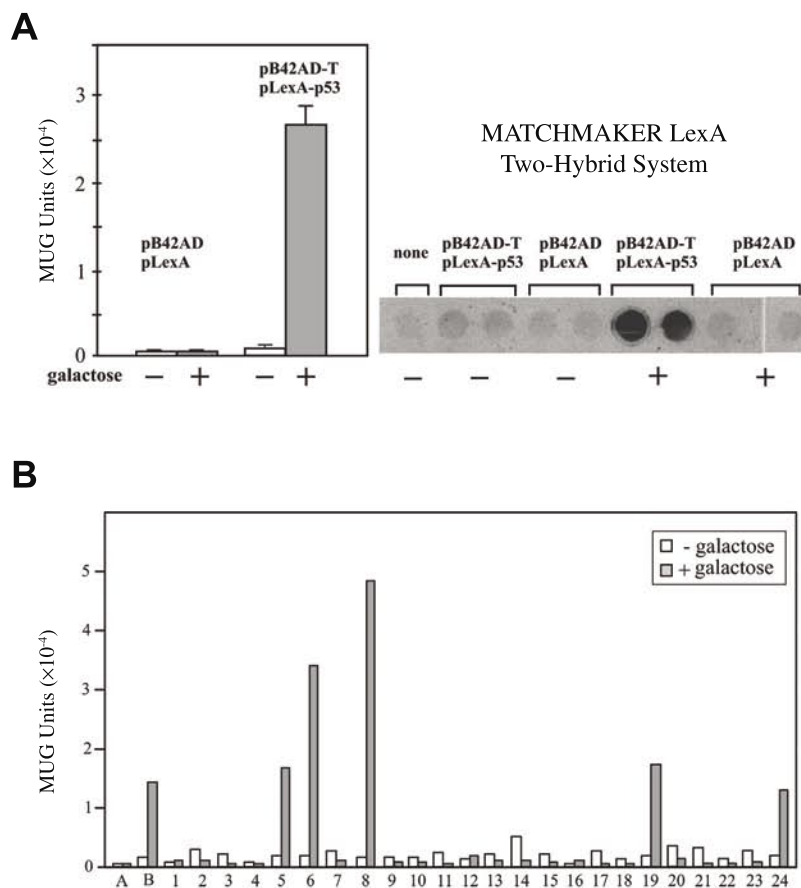 A
pB42AD-T
pLexA-p53
3
2
1
0
MUG Units (×10⁻⁴)
pB42AD
pLexA
galactose − + − +
MATCHMAKER LexA
Two-Hybrid System
none
pB42AD-T
pLexA-p53
pB42AD
pLexA
pB42AD-T
pLexA-p53
pB42AD
pLexA
− − − + +
B
- galactose
+ galactose
5
4
3
2
1
0
MUG Units (×10⁻⁴)
A B 1 2 3 4 5 6 7 8 9 10 11 12 13 14 15 16 17 18 19 20 21 22 23 24